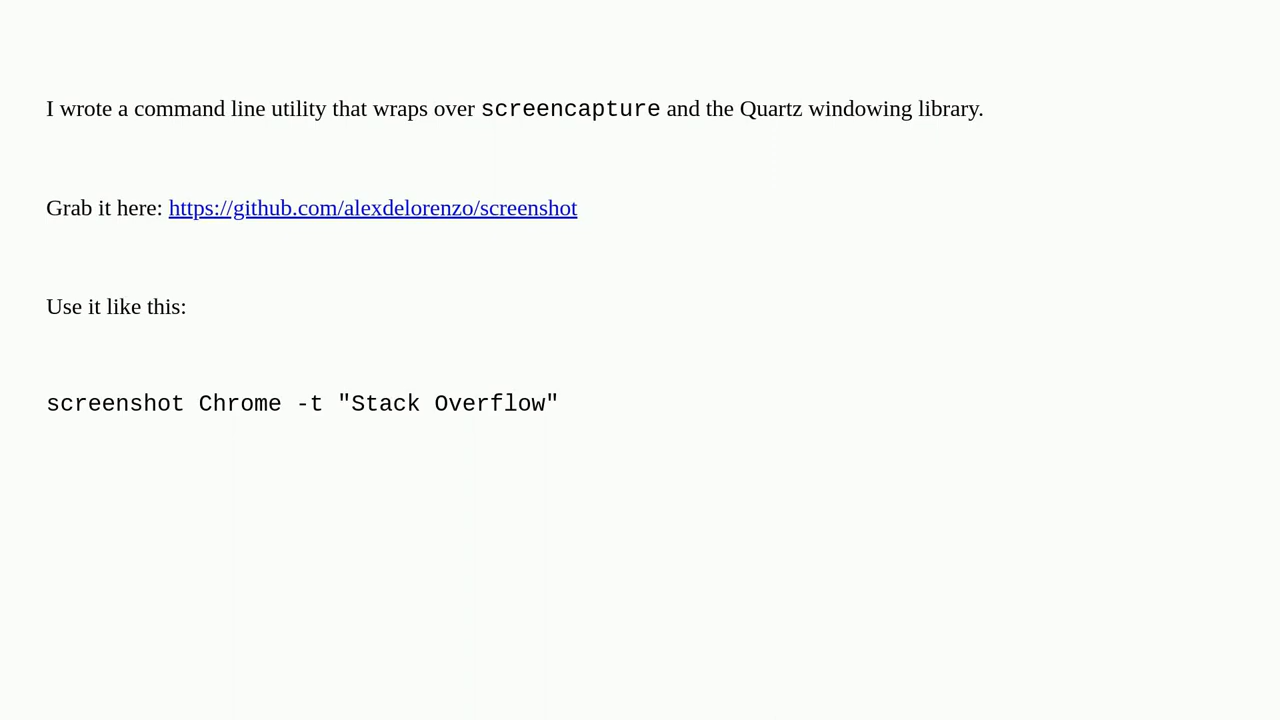 I wrote a command line utility that wraps over screencapture and the Quartz windowing library.
Grab it here: https://github.com/alexdelorenzo/screenshot
Use it like this:
screenshot Chrome -t "Stack Overflow"